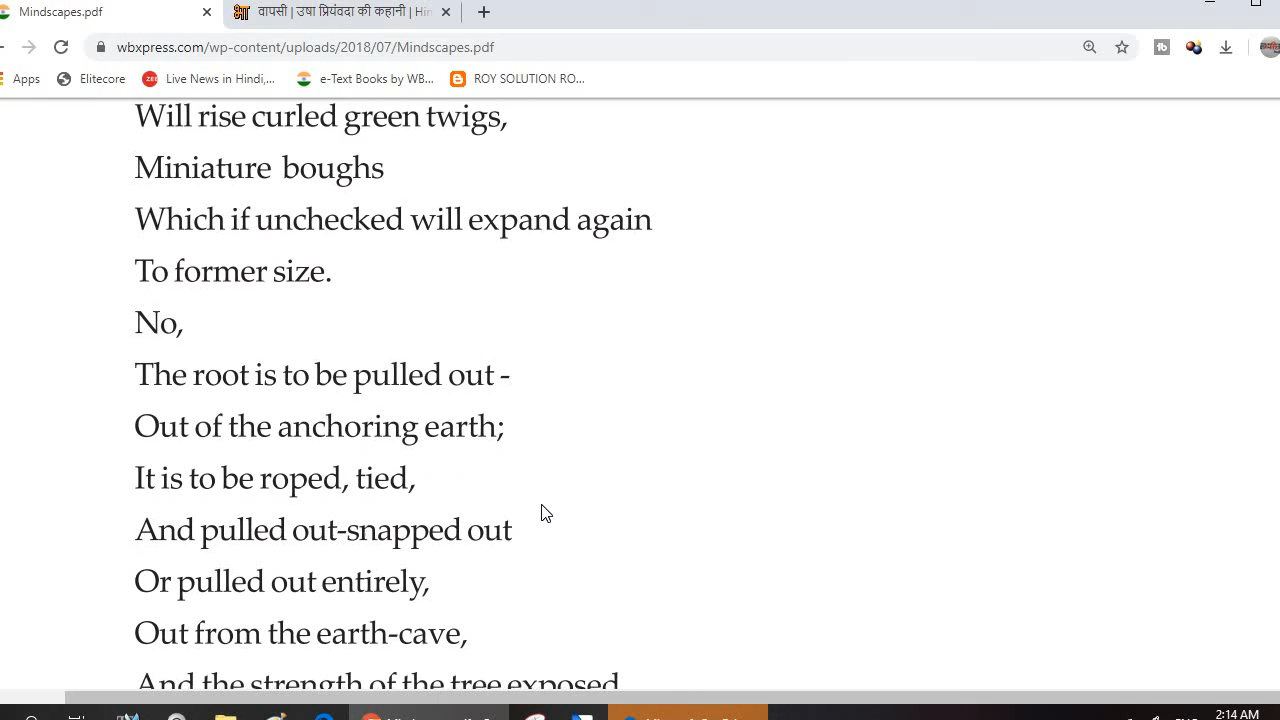 Mindscapes.pdf
वापसी | उषा प्रियंवदा की कहानी | Hin
wbxpress.com/wp-content/uploads/2018/07/Mindscapes.pdf
Apps
Elitecore
Live News in Hindi,...
e-Text Books by WB...
ROY SOLUTION RO...
Will rise curled green twigs,
Miniature boughs
Which if unchecked will expand again
To former size.
No,
The root is to be pulled out -
Out of the anchoring earth;
It is to be roped, tied,
And pulled out-snapped out
Or pulled out entirely,
Out from the earth-cave,
And the strength of the tree exposed
2:14 AM